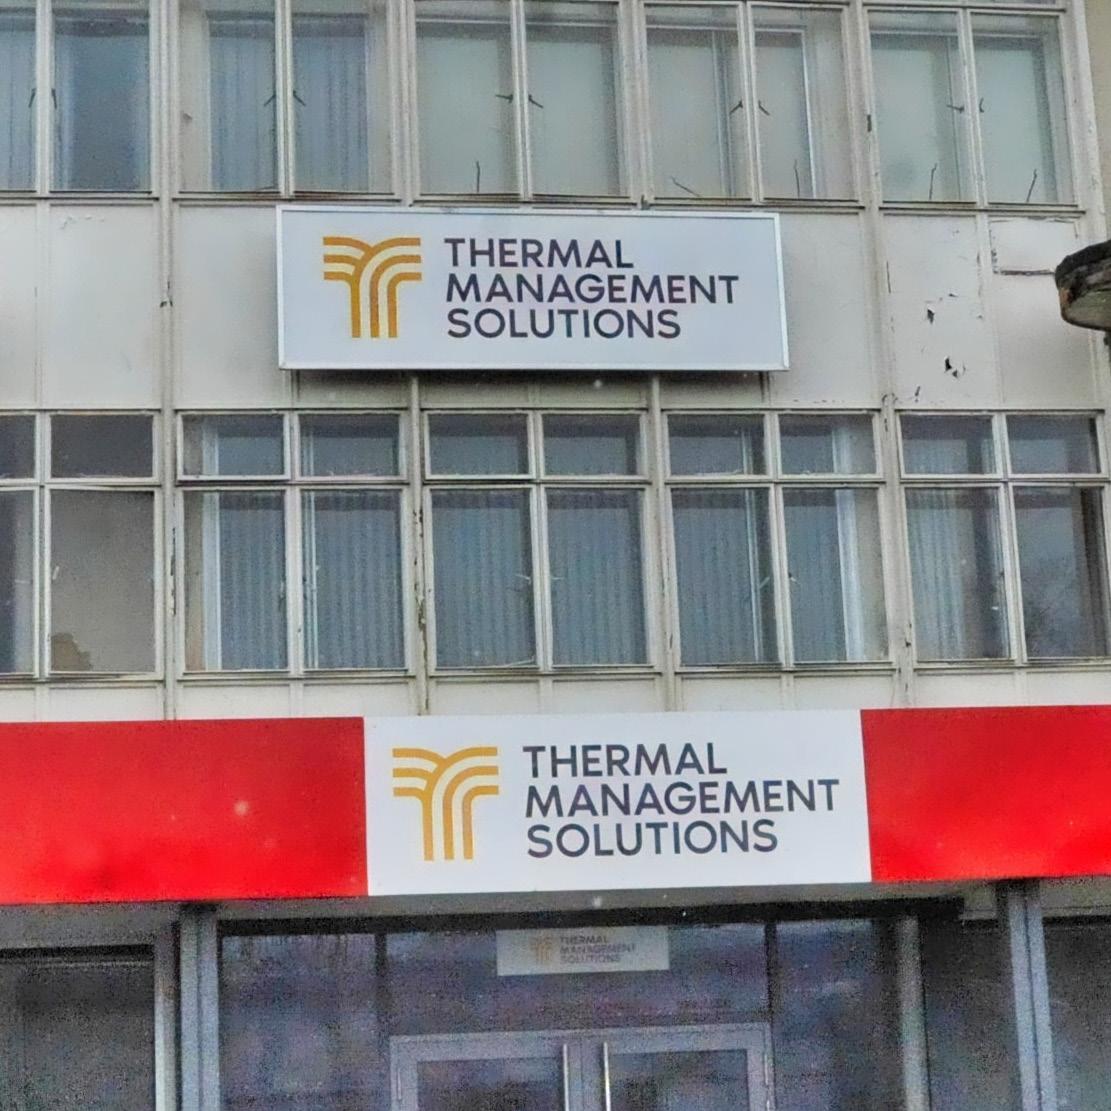 THERMAL
MANAGEMENT
SOLUTIONS
THERMAL
MANAGEMENT
SOLUTIONS
THERMAL
MANAGEMENT
SOLUTIONS